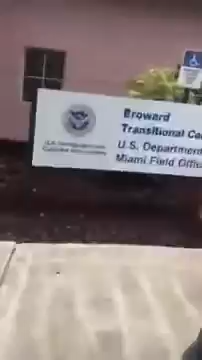 Broward
Transitional Ce
U.S. Department
Miami Field Offic